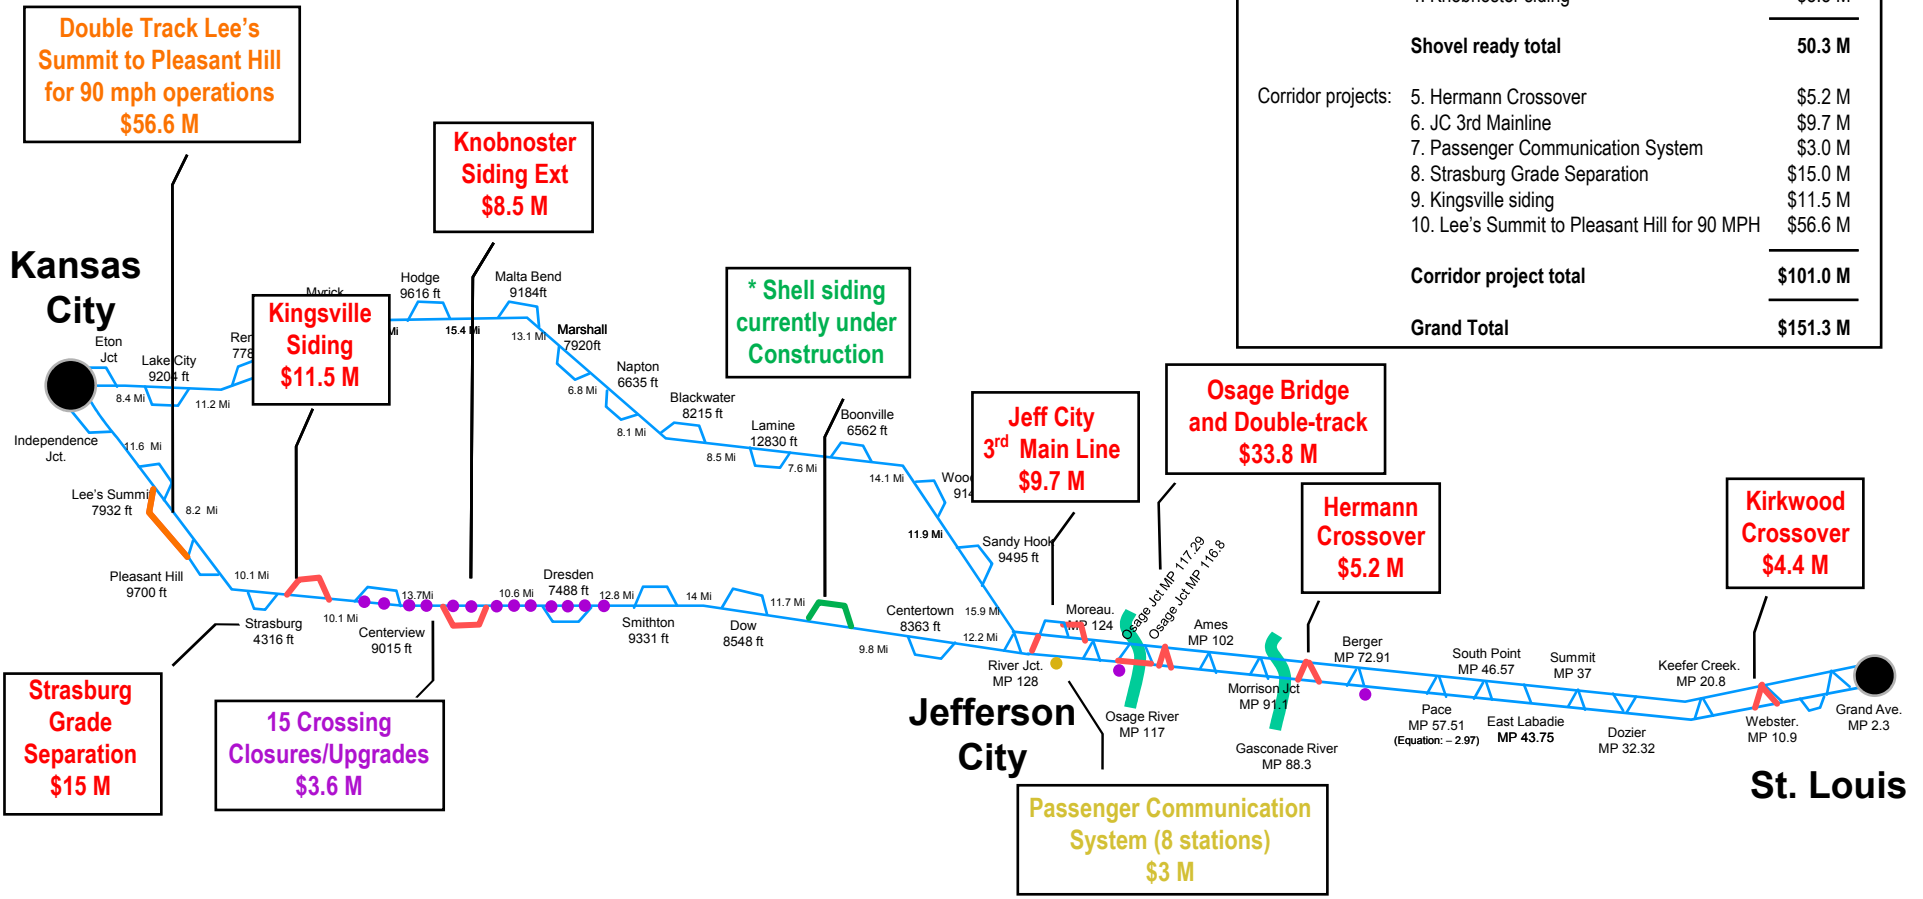 Double Track Lee's
Summit to Pleasant Hill
for 90 mph operations
$56.6 M
Shovel ready total 50.3 M
Corridor projects: 5. Hermann Crossover $5.2 M
6. JC 3rd Mainline $9.7 M
7. Passenger Communication System $3.0 M
8. Strasburg Grade Separation $15.0 M
9. Kingsville siding $11.5 M
10. Lee's Summit to Pleasant Hill for 90 MPH $56.6 M
Corridor project total $101.0 M
Grand Total $151.3 M
Knobnoster
Siding Ext
$8.5 M
Kansas
City
Eton
Jct
Lake City
9204 ft
8.4 Mi
11.2 Mi
Kingsville
Siding
$11.5 M
Hodge
9616 ft
Mi
15.4 Mi
Malta Bend
9184ft
13.1 Mi
Marshall
7920ft
6.8 Mi
Napton
6635 ft
8.1 Mi
Blackwater
8215 ft
8.5 Mi
Lamine
12830 ft
7.6 Mi
Boonville
6562 ft
14.1 Mi
* Shell siding
currently under
Construction
11.9 Mi
Sandy Hook
9495 ft
15.9 Mi
Jeff City
3rd Main Line
$9.7 M
Osage Bridge
and Double-track
$33.8 M
Hermann
Crossover
$5.2 M
Kirkwood
Crossover
$4.4 M
Independence
Jct.
11.6 Mi
Lee's Summit
7932 ft
8.2 Mi
Pleasant Hill
9700 ft
10.1 Mi
Strasburg
4316 ft
10.1 Mi
13.7Mi
Centerview
9015 ft
10.6 Mi
Dresden
7488 ft
12.8 Mi
Smithton
9331 ft
14 Mi
Dow
8548 ft
11.7 Mi
9.8 Mi
Centertown
8363 ft
12.2 Mi
River Jct.
MP 128
Moreau.
MP 124
Osage Jct MP 117.29
Osage Jct MP 116.8
Osage River
MP 117
Ames
MP 102
Morrison Jct
MP 91.1
Gasconade River
MP 88.3
Berger
MP 72.91
Pace
MP 57.51
(Equation: – 2.97)
South Point
MP 46.57
East Labadie
MP 43.75
Summit
MP 37
Dozier
MP 32.32
Keefer Creek.
MP 20.8
Webster.
MP 10.9
Grand Ave.
MP 2.3
Jefferson
City
St. Louis
Strasburg
Grade
Separation
$15 M
15 Crossing
Closures/Upgrades
$3.6 M
Passenger Communication
System (8 stations)
$3 M